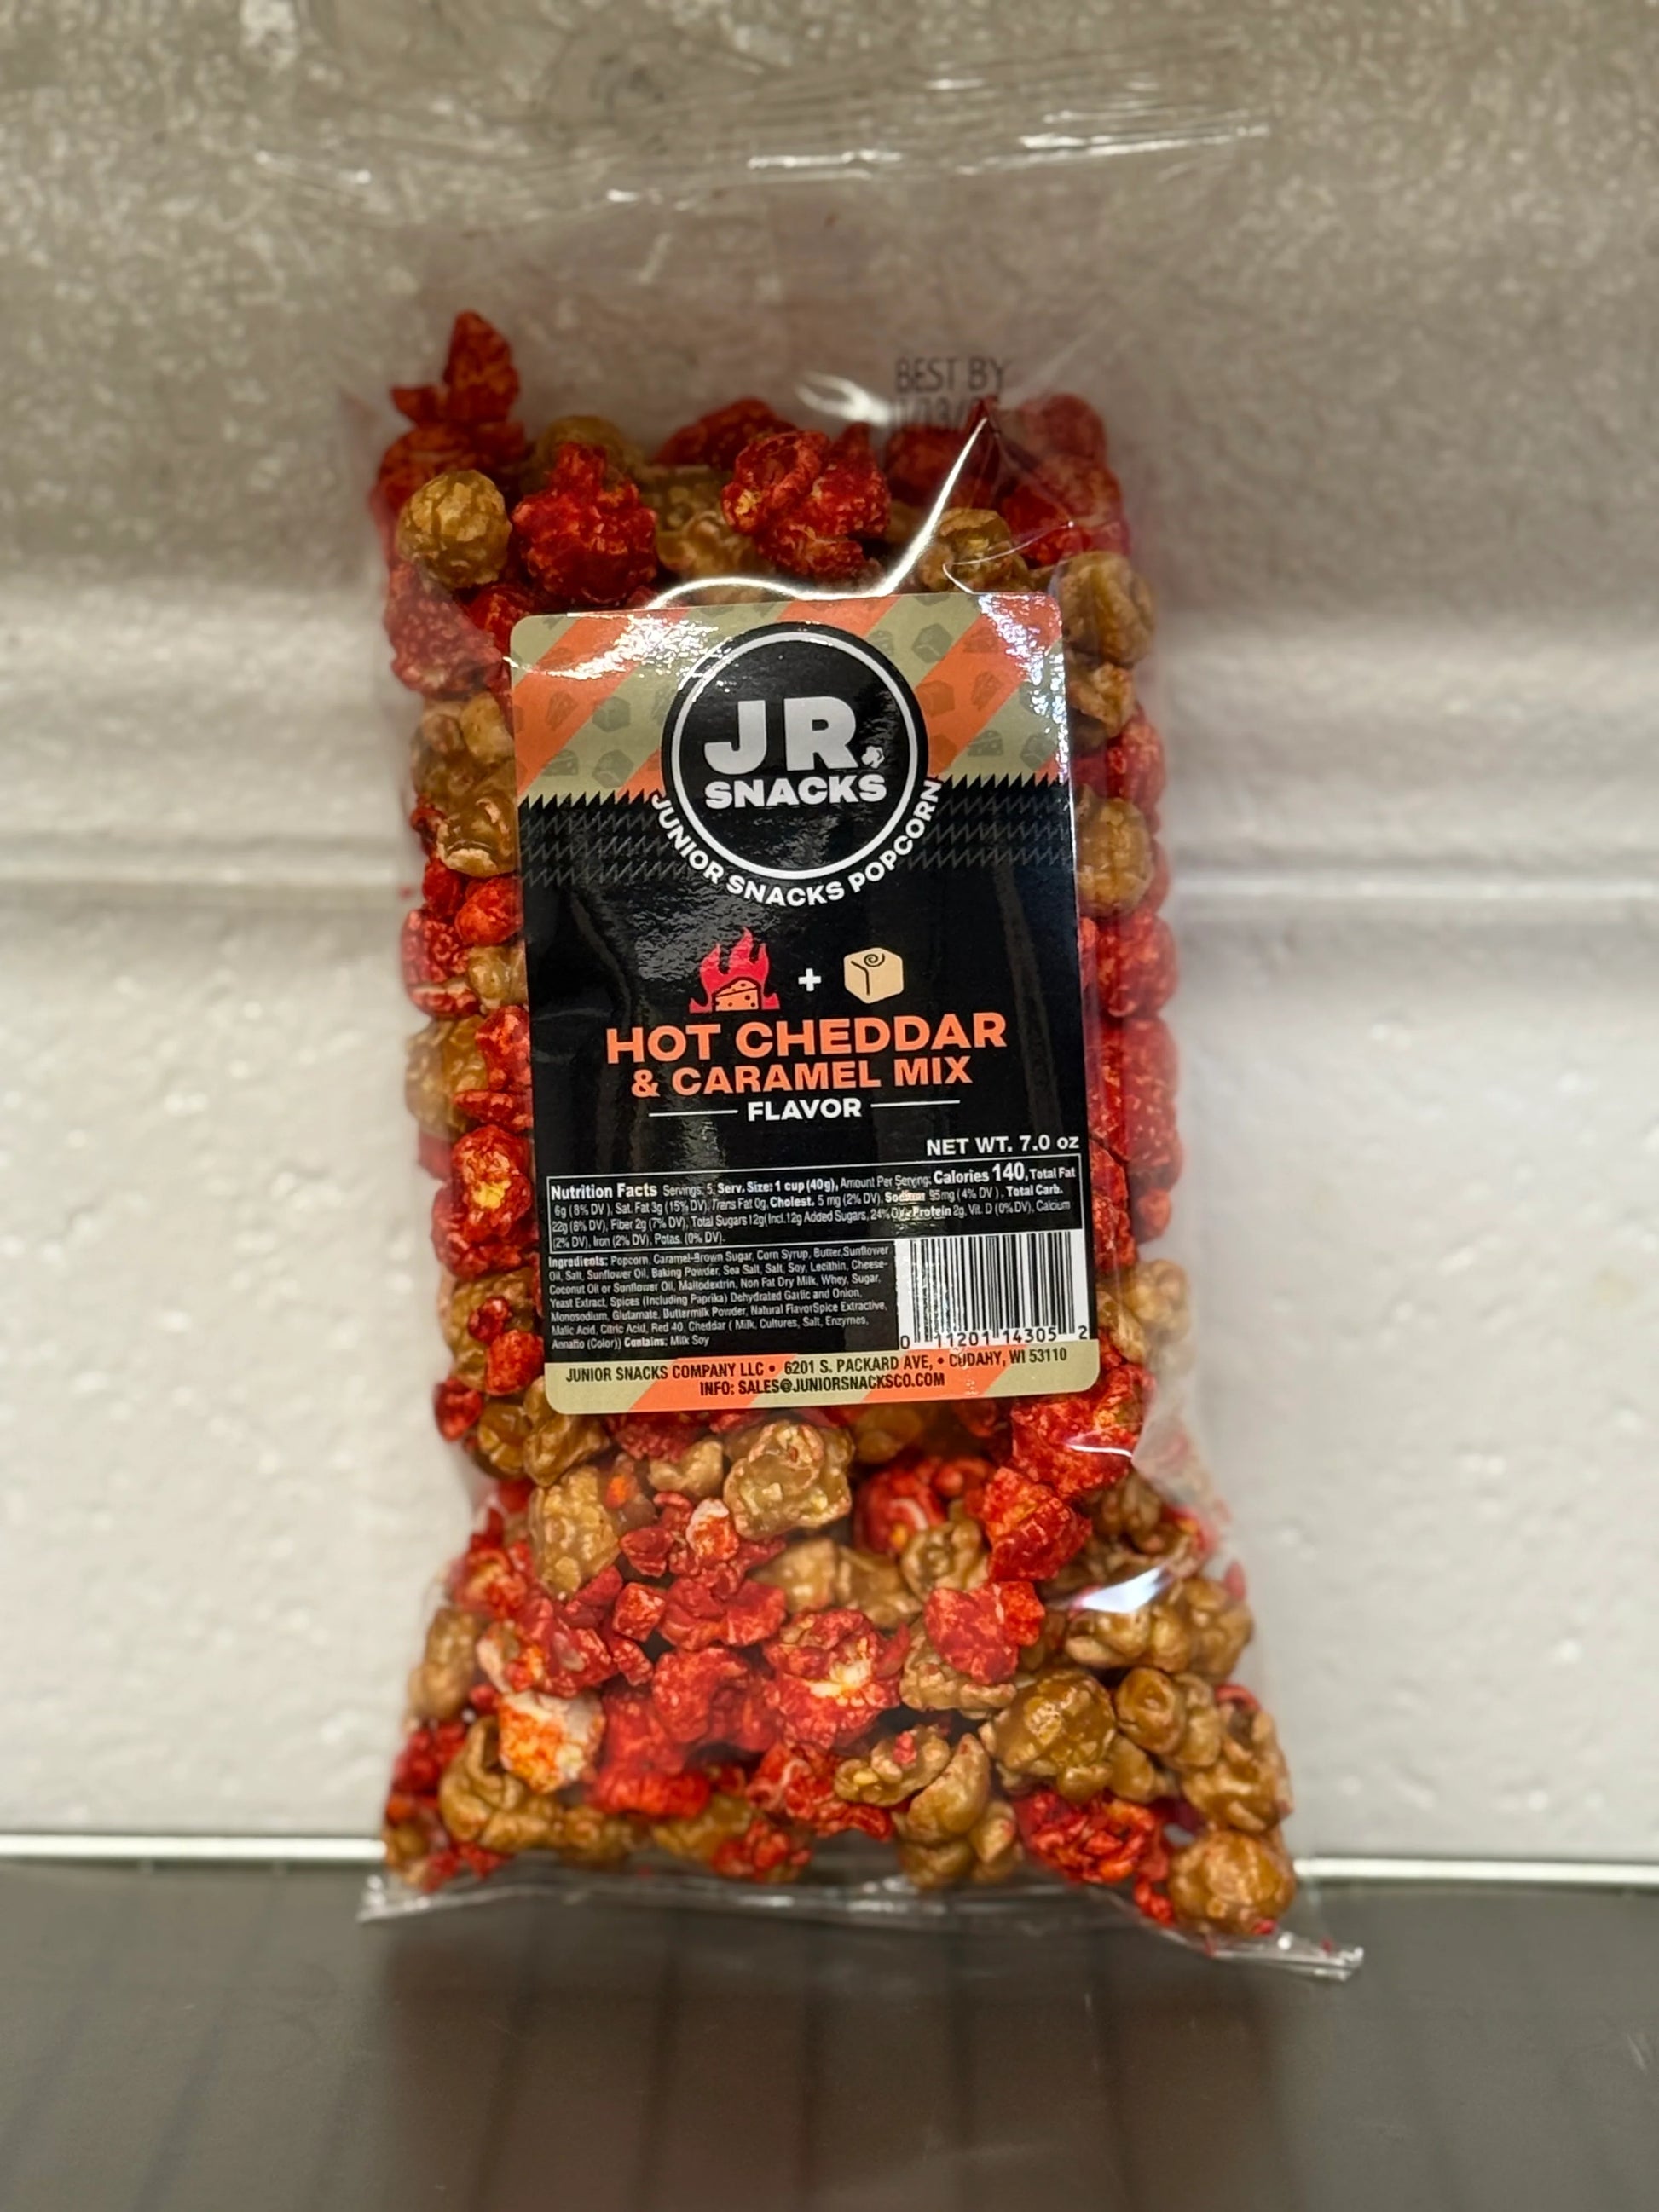 BEST BY
JR.
SNACKS
JUNIOR SNACKS POPCORN
+
HOT CHEDDAR
& CARAMEL MIX
FLAVOR
NET WT. 7.0 oz
Nutrition Facts Servings: 5, Serv. Size: 1 cup (40g), Amount Per Serving: Calories 140, Total Fat
6g (8% DV), Sat. Fat 3g (15% DV), Trans Fat 0g, Cholest. 5 mg (2% DV), Sodium 95mg (4% DV), Total Carb.
22g (8% DV), Fiber 2g (7% DV), Total Sugars 12g(Incl.12g Added Sugars, 24% DV), Protein 2g, Vit. D (0% DV), Calcium
(2% DV), Iron (2% DV), Potas. (0% DV).
Ingredients: Popcorn, Caramel-Brown Sugar, Corn Syrup, Butter,Sunflower
Oil, Salt, Sunflower Oil, Baking Powder, Sea Salt, Salt, Soy, Lecithin, Cheese-
Coconut Oil or Sunflower Oil, Maltodextrin, Non Fat Dry Milk, Whey, Sugar,
Yeast Extract, Spices (Including Paprika) Dehydrated Garlic and Onion,
Monosodium, Glutamate, Buttermilk Powder, Natural FlavorSpice Extractive,
Malic Acid, Citric Acid, Red 40, Cheddar ( Milk, Cultures, Salt, Enzymes,
Annatto (Color)) Contains: Milk Soy
0 11201 14305 2
JUNIOR SNACKS COMPANY LLC • 6201 S. PACKARD AVE, • CUDAHY, WI 53110
INFO: SALES@JUNIORSNACKSCO.COM